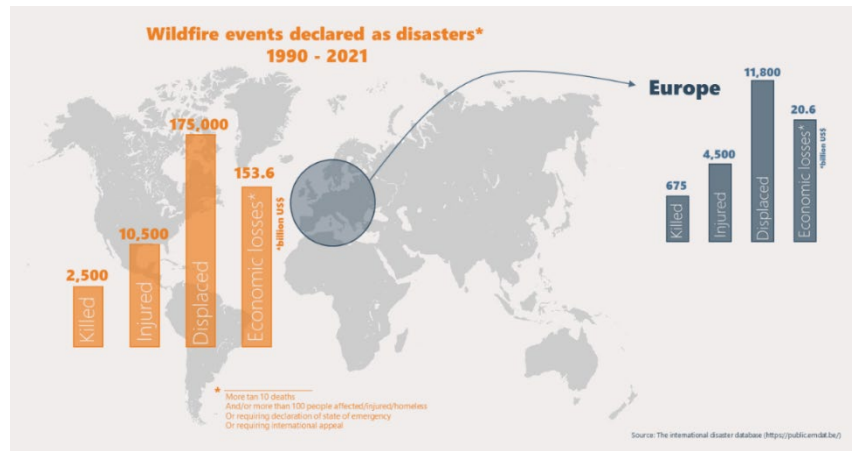 Wildfire events declared as disasters*
1990 - 2021
175,000
153.6
10,500
2,500
Killed
Injured
Displaced
Economic losses*
*billion US$
* More tan 10 deaths
And/or more than 100 people affected/injured/homeless
Or requiring declaration of state of emergency
Or requiring international appeal
Europe
11,800
20.6
4,500
675
Killed
Injured
Displaced
Economic losses*
*billion US$
Source: The international disaster database (https://public.emdat.be/)